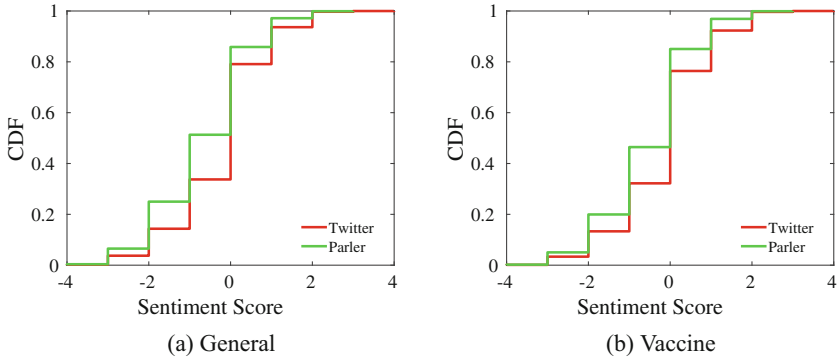 1
0.8
0.6
0.4
0.2
0
CDF
-4 -2 0 2 4
Sentiment Score
Twitter
Parler
(a) General
1
0.8
0.6
0.4
0.2
0
CDF
-4 -2 0 2 4
Sentiment Score
Twitter
Parler
(b) Vaccine